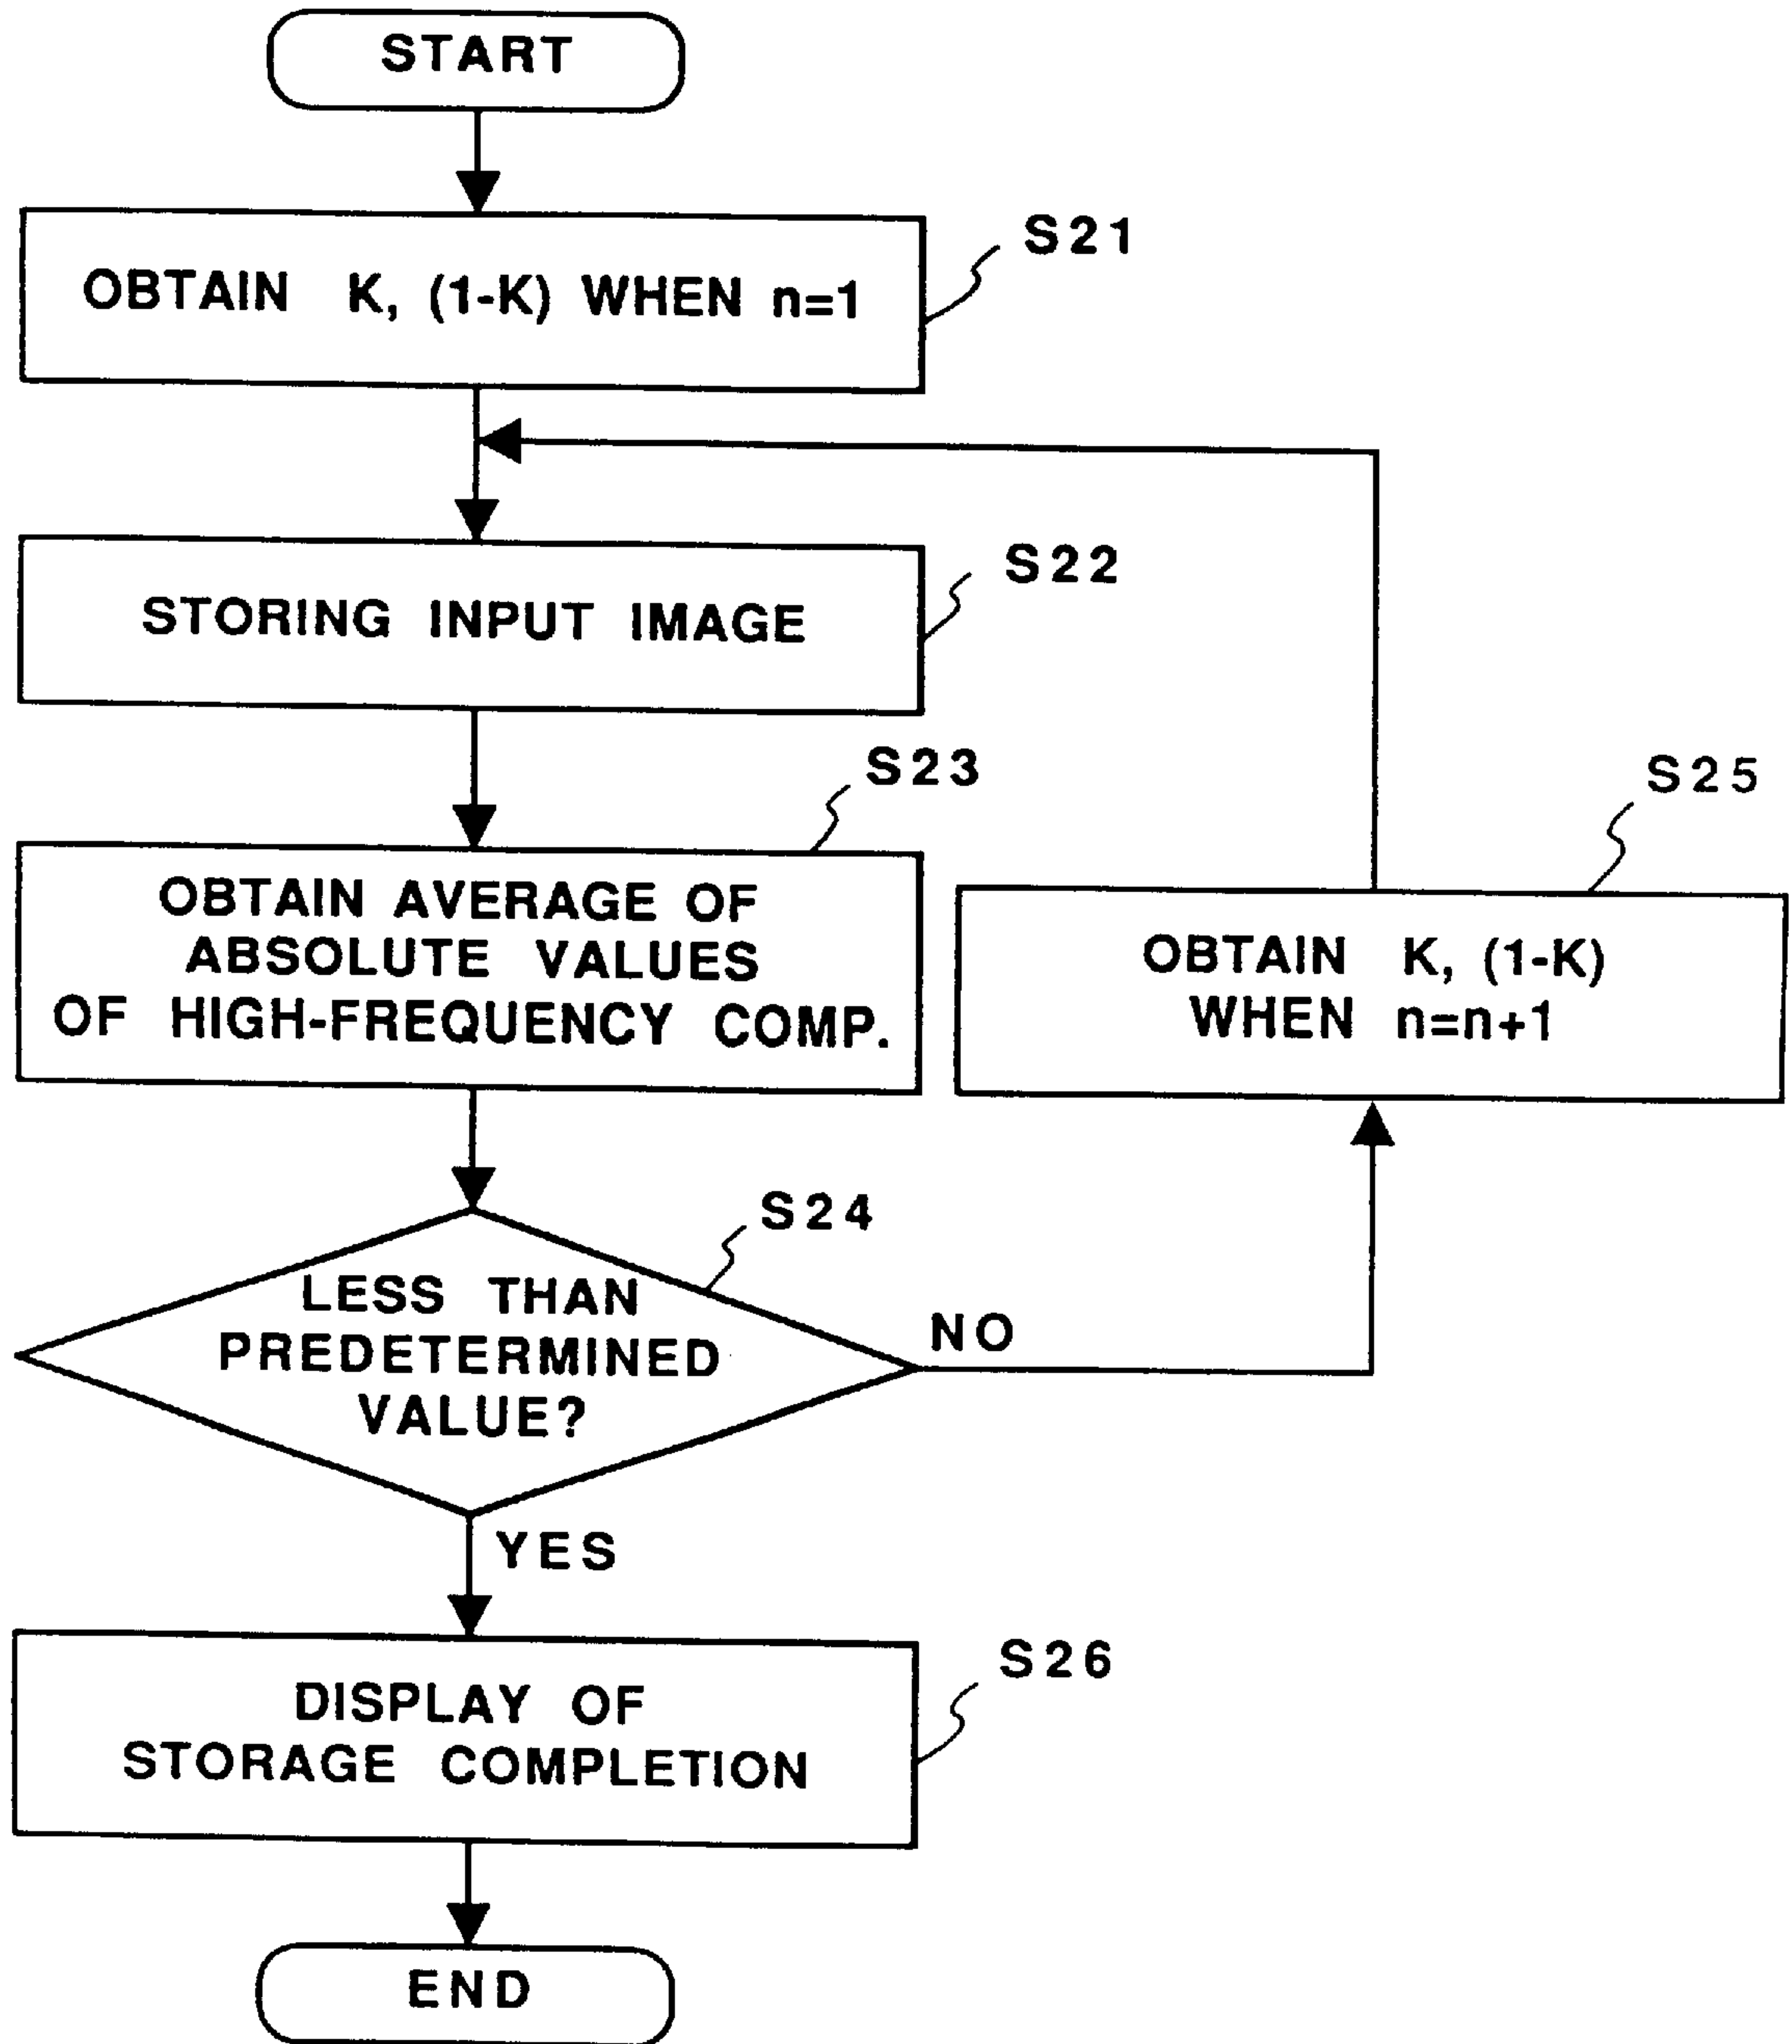 START
S21
OBTAIN K, (1-K) WHEN n=1
S22
STORING INPUT IMAGE
S23
OBTAIN AVERAGE OF
ABSOLUTE VALUES
OF HIGH-FREQUENCY COMP.
S25
OBTAIN K, (1-K)
WHEN n=n+1
S24
LESS THAN
PREDETERMINED
VALUE?
NO
YES
S26
DISPLAY OF
STORAGE COMPLETION
END